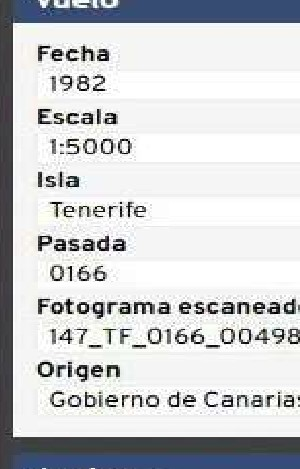 Vuelo
Fecha
1982
Escala
1:5000
Isla
Tenerife
Pasada
0166
Fotograma escanead
147_TF_0166_00498
Origen
Gobierno de Canarias